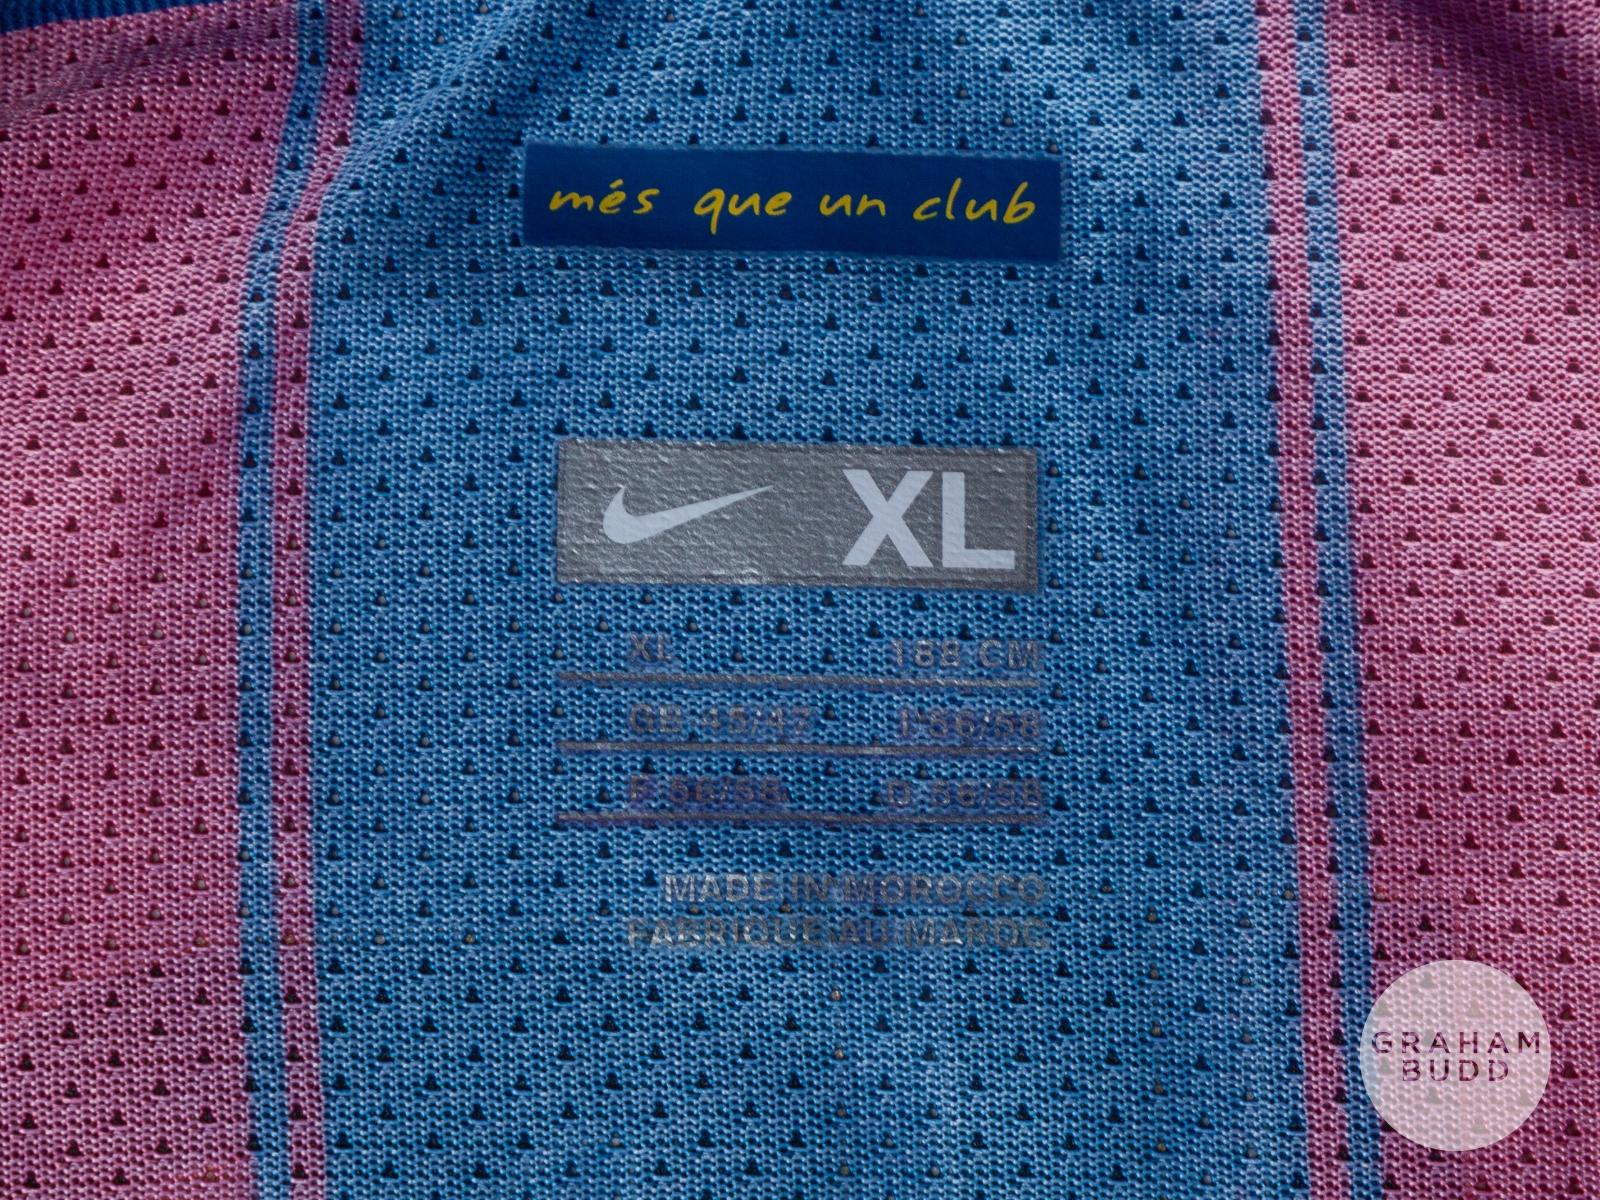 més que un club
XL
XL 188 CM
GB 45/47 I 56/58
F 56/58 D 56/58
MADE IN MOROCCO
FABRIQUE AU MAROC
GRAHAM
BUDD